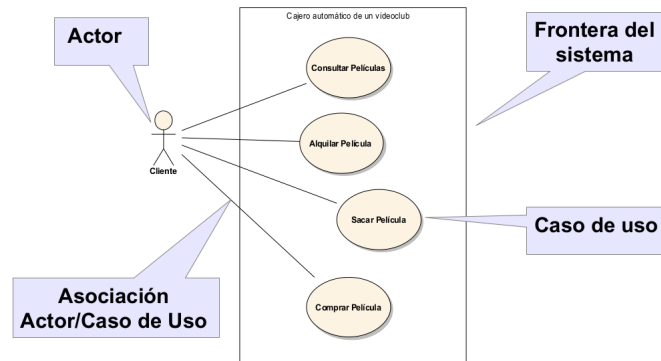 Cajero automático de un videoclub
Actor
Frontera del
sistema
Consultar Películas
Alquilar Película
Cliente
Sacar Película
Caso de uso
Asociación
Actor/Caso de Uso
Comprar Película